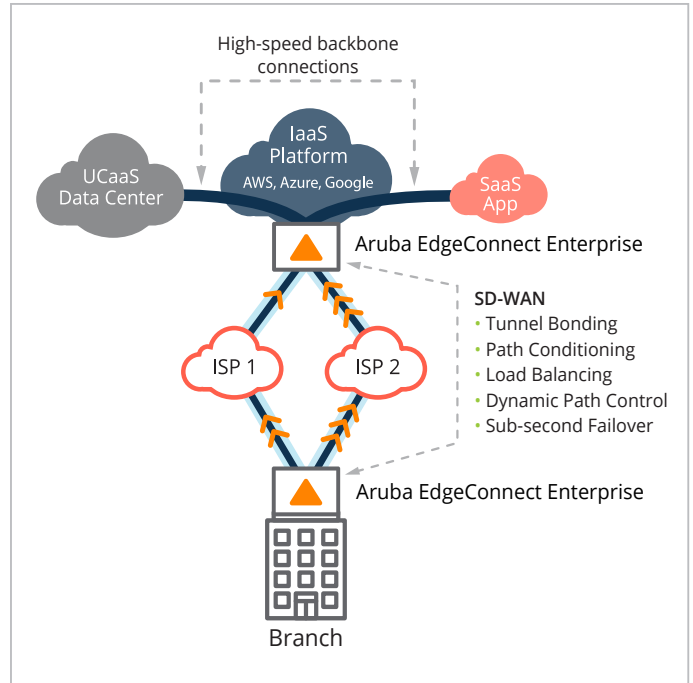 High-speed backbone
connections
UCaaS
Data Center
IaaS
Platform
AWS, Azure, Google
SaaS
App
Aruba EdgeConnect Enterprise
SD-WAN
• Tunnel Bonding
• Path Conditioning
• Load Balancing
• Dynamic Path Control
• Sub-second Failover
ISP 1
ISP 2
Aruba EdgeConnect Enterprise
Branch